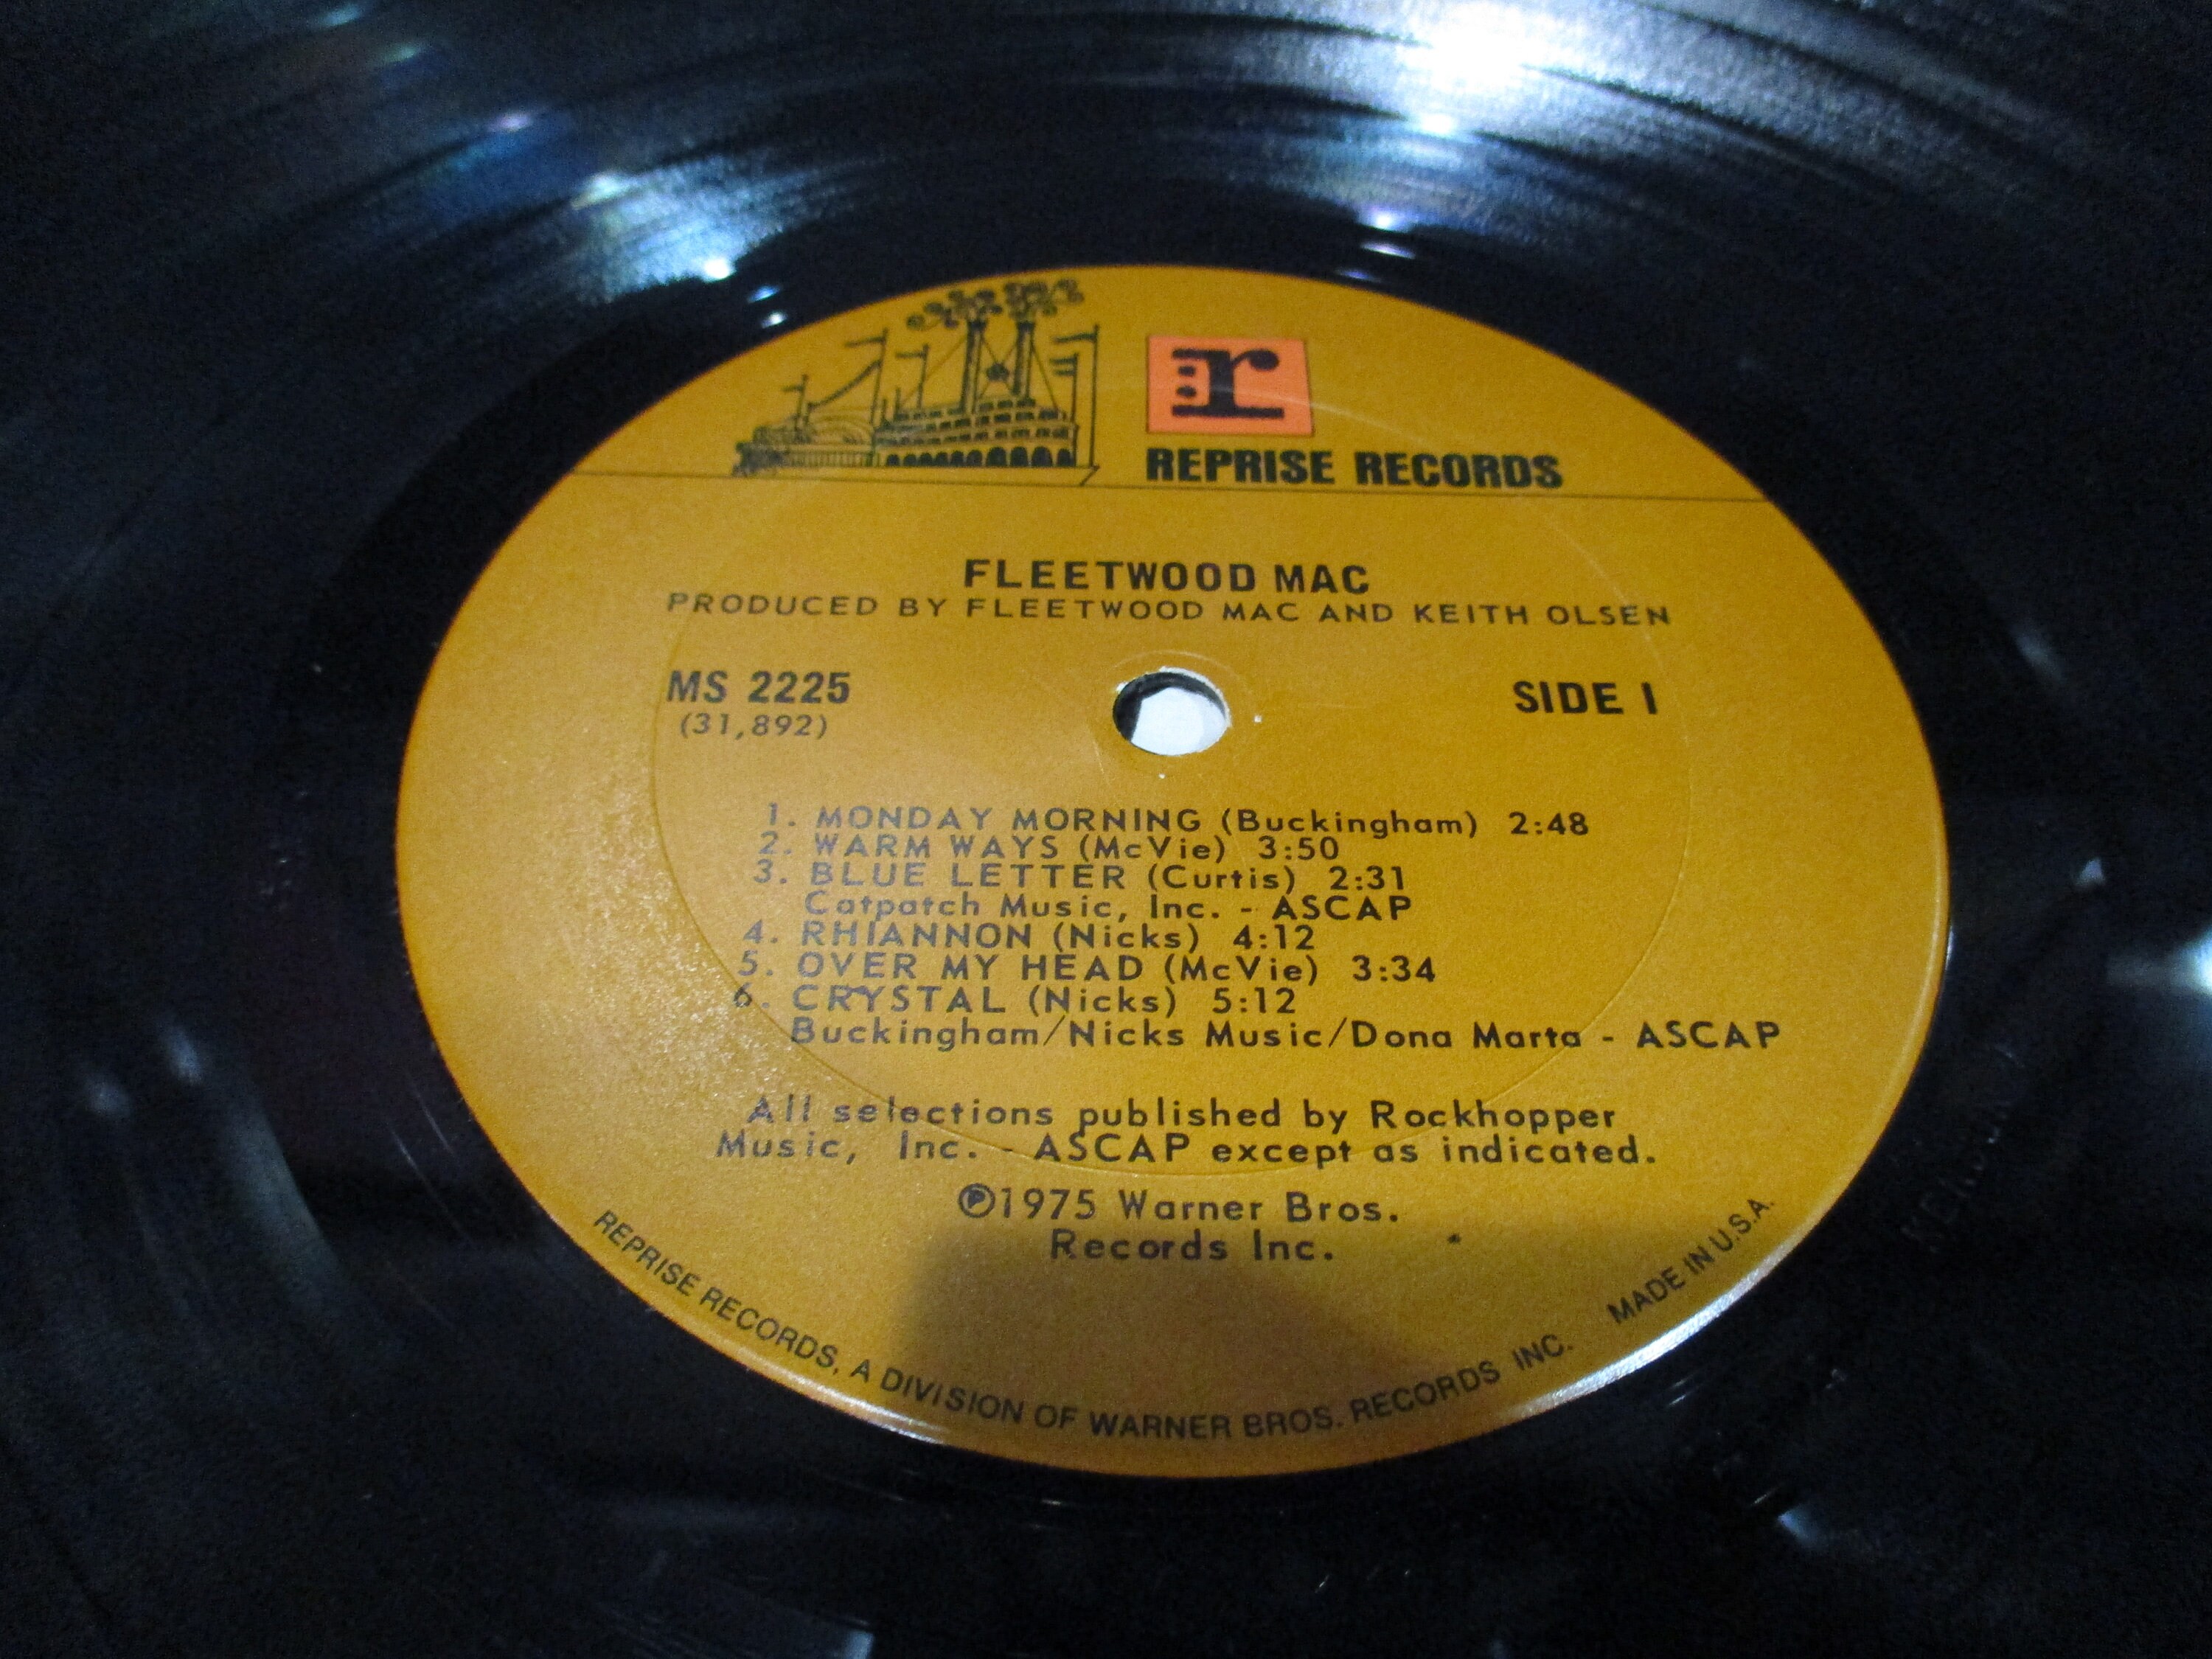 r
REPRISE RECORDS
FLEETWOOD MAC
PRODUCED BY FLEETWOOD MAC AND KEITH OLSEN
MS 2225
(31,892)
SIDE 1
1. MONDAY MORNING (Buckingham) 2:48
2. WARM WAYS (McVie) 3:50
3. BLUE LETTER (Curtis) 2:31
Catpatch Music, Inc. - ASCAP
4. RHIANNON (Nicks) 4:12
5. OVER MY HEAD (McVie) 3:34
6. CRYSTAL (Nicks) 5:12
Buckingham/Nicks Music/Dona Marta - ASCAP
All selections published by Rockhopper
Music, Inc. - ASCAP except as indicated.
℗1975 Warner Bros.
Records Inc.
REPRISE RECORDS, A DIVISION OF WARNER BROS. RECORDS INC. MADE IN U.S.A.